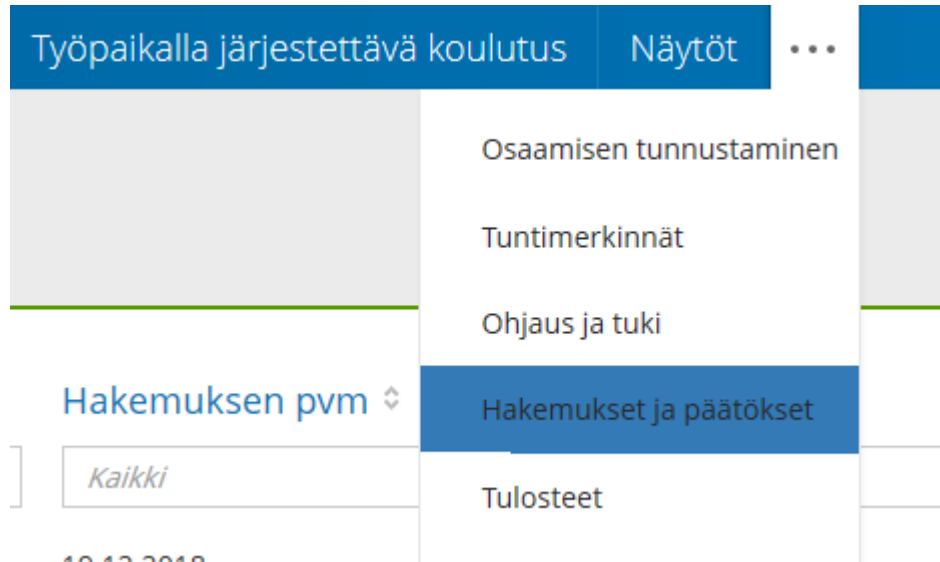 Työpaikalla järjestettävä koulutus Näytöt ...
Osaamisen tunnustaminen
Tuntimerkinnät
Ohjaus ja tuki
Hakemuksen pvm
Hakemukset ja päätökset
Kaikki
Tulosteet